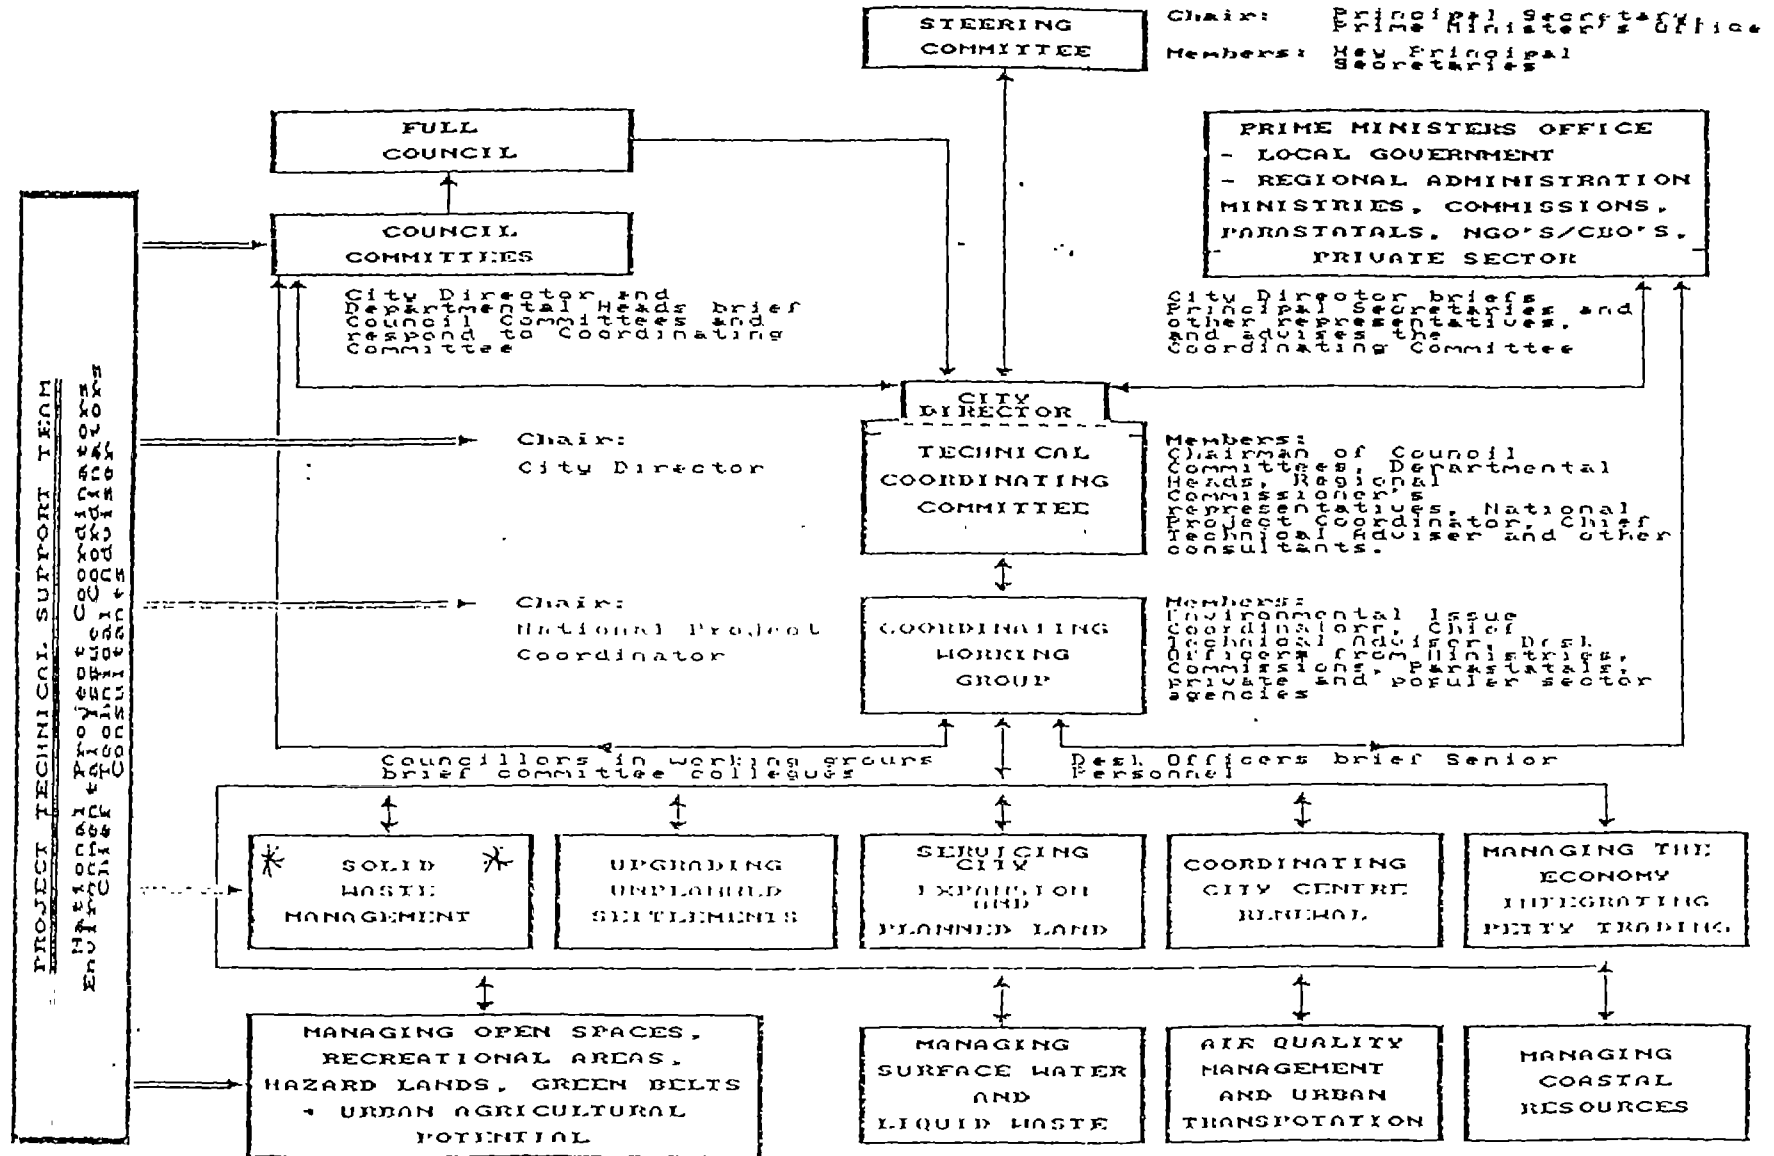 STEERING
COMMITTEE
Chair: Principal Secretary
Prime Minister's Office
Members: Key Principal
Secretaries
FULL
COUNCIL
PRIME MINISTERS OFFICE
- LOCAL GOVERNMENT
- REGIONAL ADMINISTRATION
MINISTRIES, COMMISSIONS,
PARASTATALS, NGO'S/CBO'S,
PRIVATE SECTOR
COUNCIL
COMMITTEES
City Director and
Departmental Heads brief
Council Committees and
respond to Coordinating
Committee
City Director briefs
Principal Secretaries and
other representatives,
and advises the
Coordinating Committee
CITY
DIRECTOR
TECHNICAL
COORDINATING
COMMITTEE
Chair:
City Director
Members:
Chairman of Council
Committees, Departmental
Heads, Regional
Commissioner's
representatives, National
Project Coordinator, Chief
Technical Adviser and other
consultants.
Chair:
National Project
Coordinator
COORDINATING
WORKING
GROUP
Members:
Environmental Issue
Coordinators, Chief
Technical Advisor, Desk
Officers from Ministries,
Commissions, Parastatals,
private and popular sector
agencies
Councillors in working groups
brief committee collegues
Desk Officers brief Senior
Personnel
PROJECT TECHNICAL SUPPORT TEAM
National Project Coordinators
Environmental Issue Coordinators
Chief Technical Advisor
Consultants
SOLID
WASTE
MANAGEMENT
UPGRADING
UNPLANNED
SETTLEMENTS
SERVICING
CITY
EXPANSION
AND
PLANNED LAND
COORDINATING
CITY CENTRE
RENEWAL
MANAGING THE
ECONOMY
INTEGRATING
PETTY TRADING
MANAGING OPEN SPACES,
RECREATIONAL AREAS,
HAZARD LANDS, GREEN BELTS
+ URBAN AGRICULTURAL
POTENTIAL
MANAGING
SURFACE WATER
AND
LIQUID WASTE
AIR QUALITY
MANAGEMENT
AND URBAN
TRANSPOTATION
MANAGING
COASTAL
RESOURCES